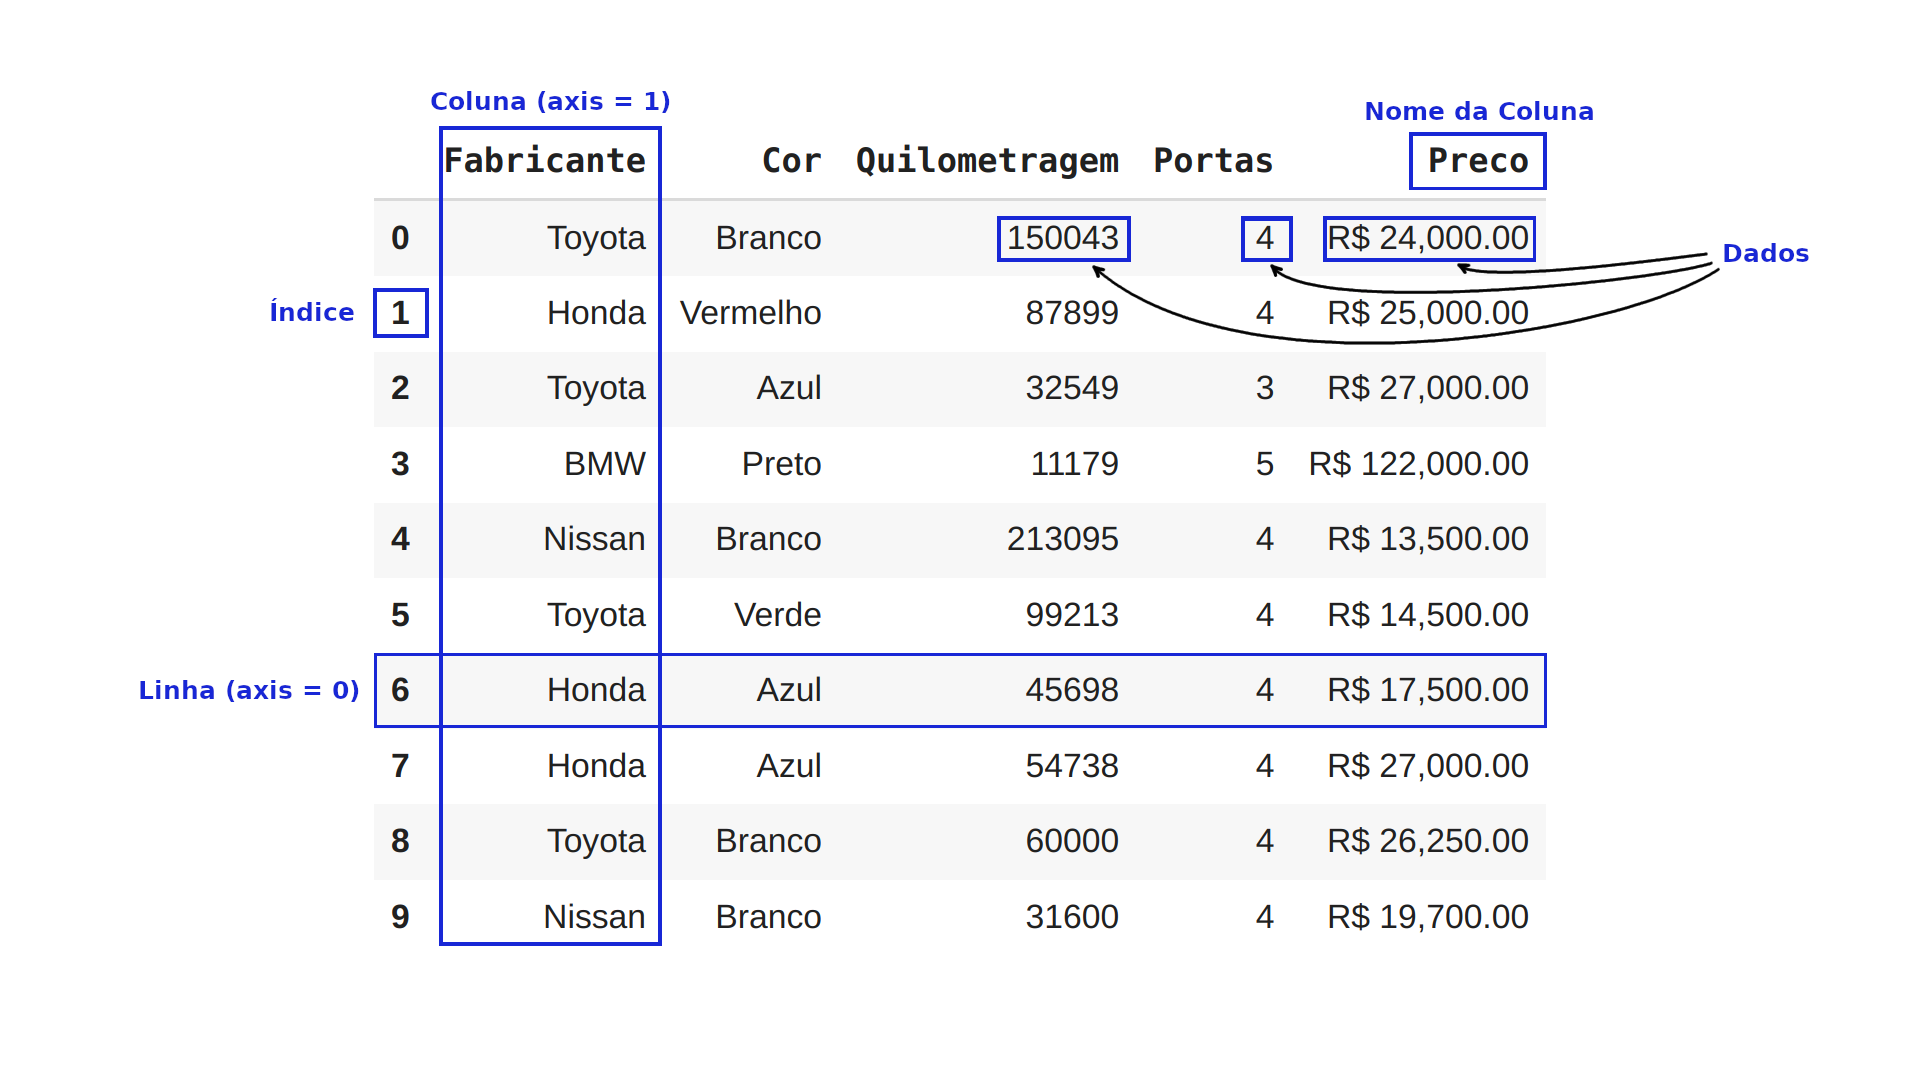 Coluna (axis = 1)
Nome da Coluna
Fabricante Cor Quilometragem Portas Preco
0 Toyota Branco 150043 4 R$ 24,000.00
Dados
Índice
1 Honda Vermelho 87899 4 R$ 25,000.00
2 Toyota Azul 32549 3 R$ 27,000.00
3 BMW Preto 11179 5 R$ 122,000.00
4 Nissan Branco 213095 4 R$ 13,500.00
5 Toyota Verde 99213 4 R$ 14,500.00
Linha (axis = 0)
6 Honda Azul 45698 4 R$ 17,500.00
7 Honda Azul 54738 4 R$ 27,000.00
8 Toyota Branco 60000 4 R$ 26,250.00
9 Nissan Branco 31600 4 R$ 19,700.00